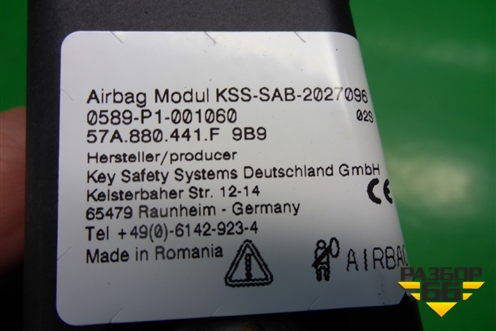 Airbag Modul KSS-SAB-2027096
0589-P1-001060 02S
57A.880.441.F 9B9
Hersteller/producer
Key Safety Systems Deutschland GmbH
Kelsterbaher Str. 12-14
65479 Raunheim - Germany
Tel +49(0)-6142-923-4
Made in Romania
CE
AIRBAG
РАЗБОР
66